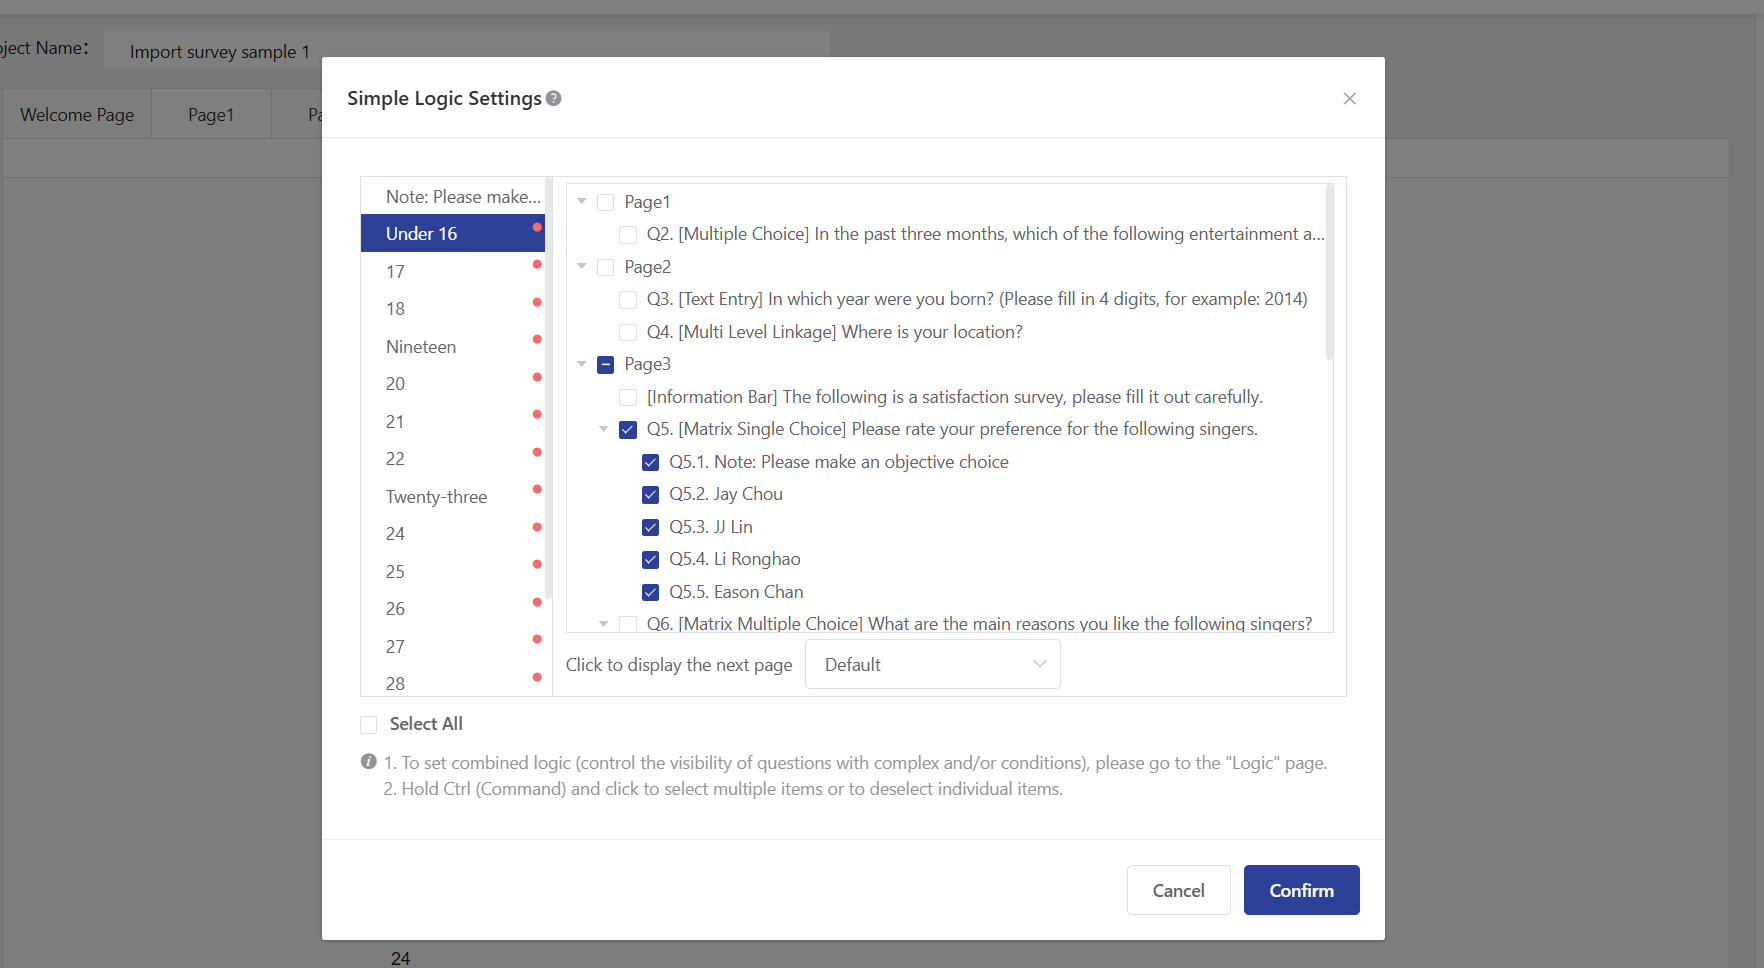 oject Name:
Import survey sample 1
Welcome Page
Page1
Pa
Simple Logic Settings
Note: Please make...
Under 16
17
18
Nineteen
20
21
22
Twenty-three
24
25
26
27
28
Page1
Q2. [Multiple Choice] In the past three months, which of the following entertainment a...
Page2
Q3. [Text Entry] In which year were you born? (Please fill in 4 digits, for example: 2014)
Q4. [Multi Level Linkage] Where is your location?
Page3
[Information Bar] The following is a satisfaction survey, please fill it out carefully.
Q5. [Matrix Single Choice] Please rate your preference for the following singers.
Q5.1. Note: Please make an objective choice
Q5.2. Jay Chou
Q5.3. JJ Lin
Q5.4. Li Ronghao
Q5.5. Eason Chan
Q6. [Matrix Multiple Choice] What are the main reasons you like the following singers?
Click to display the next page
Default
Select All
1. To set combined logic (control the visibility of questions with complex and/or conditions), please go to the "Logic" page.
2. Hold Ctrl (Command) and click to select multiple items or to deselect individual items.
Cancel
Confirm
24